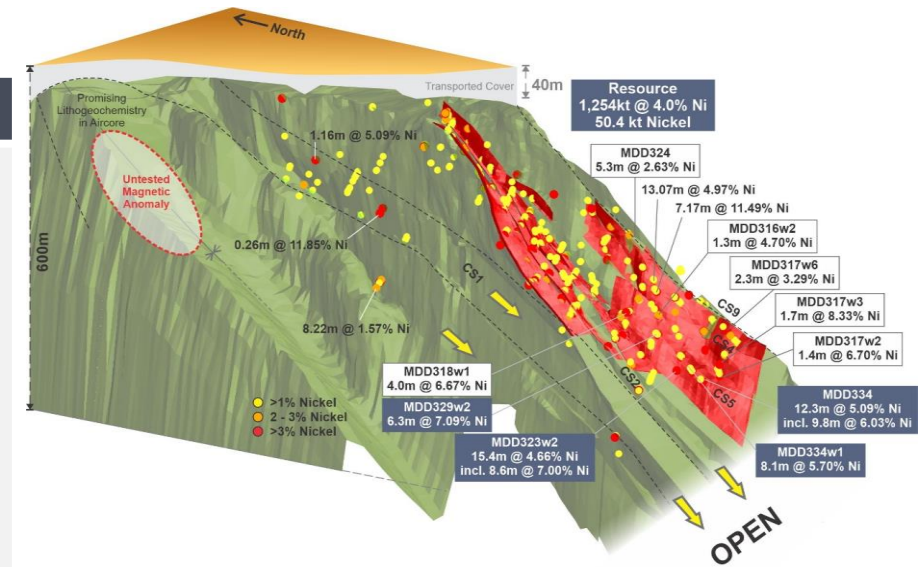 North
Transported Cover
40m
Promising
Lithogeochemistry
in Aircore
Resource
1,254kt @ 4.0% Ni
50.4 kt Nickel
1.16m @ 5.09% Ni
MDD324
5.3m @ 2.63% Ni
Untested
Magnetic
Anomaly
13.07m @ 4.97% Ni
7.17m @ 11.49% Ni
MDD316w2
1.3m @ 4.70% Ni
600m
0.26m @ 11.85% Ni
MDD317w6
2.3m @ 3.29% Ni
CS1
CS9
8.22m @ 1.57% Ni
MDD317w3
1.7m @ 8.33% Ni
CS4
MDD317w2
1.4m @ 6.70% Ni
MDD318w1
4.0m @ 6.67% Ni
CS2
CS5
>1% Nickel
2 - 3% Nickel
>3% Nickel
MDD329w2
6.3m @ 7.09% Ni
MDD334
12.3m @ 5.09% Ni
incl. 9.8m @ 6.03% Ni
MDD323w2
15.4m @ 4.66% Ni
incl. 8.6m @ 7.00% Ni
MDD334w1
8.1m @ 5.70% Ni
OPEN